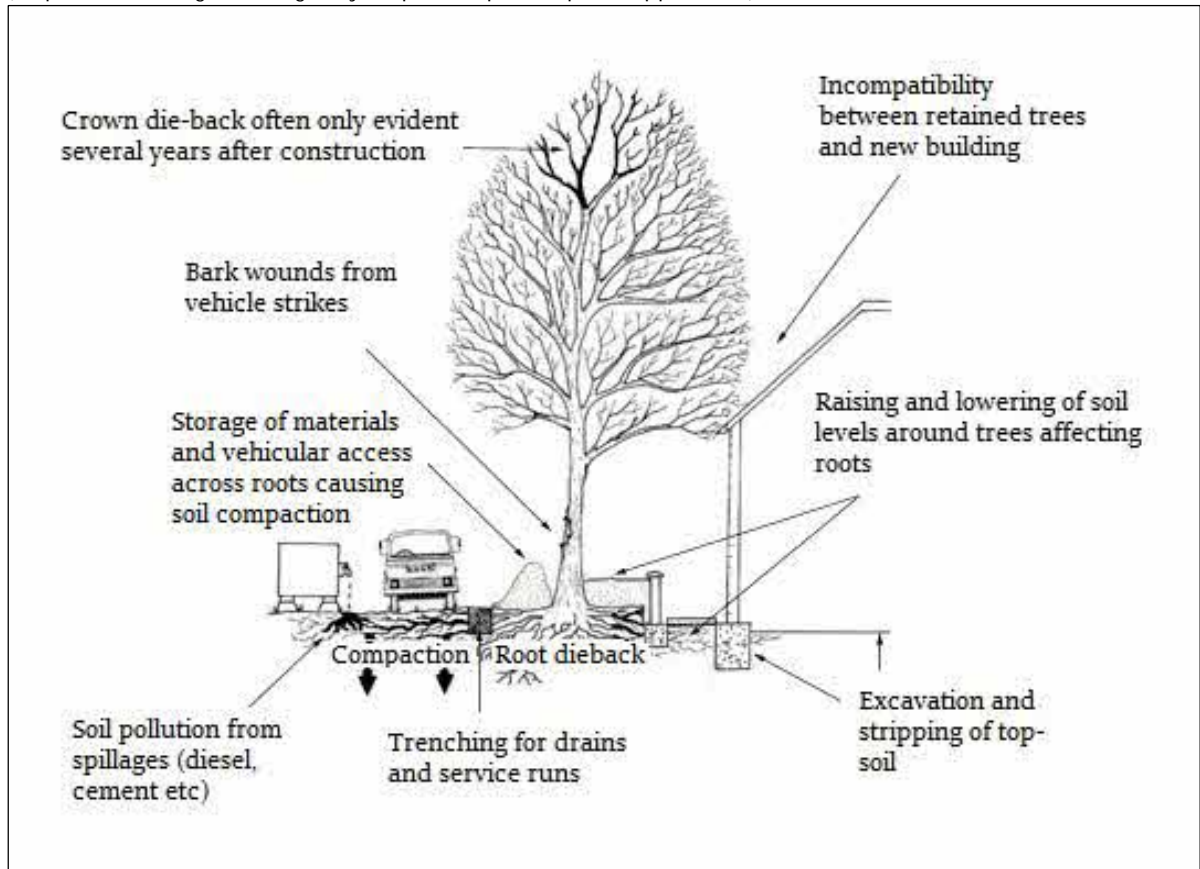 Crown die-back often only evident
several years after construction
Incompatibility
between retained trees
and new building
Bark wounds from
vehicle strikes
Storage of materials
and vehicular access
across roots causing
soil compaction
Raising and lowering of soil
levels around trees affecting
roots
Compaction
Root dieback
Soil pollution from
spillages (diesel,
cement etc)
Trenching for drains
and service runs
Excavation and
stripping of top-
soil